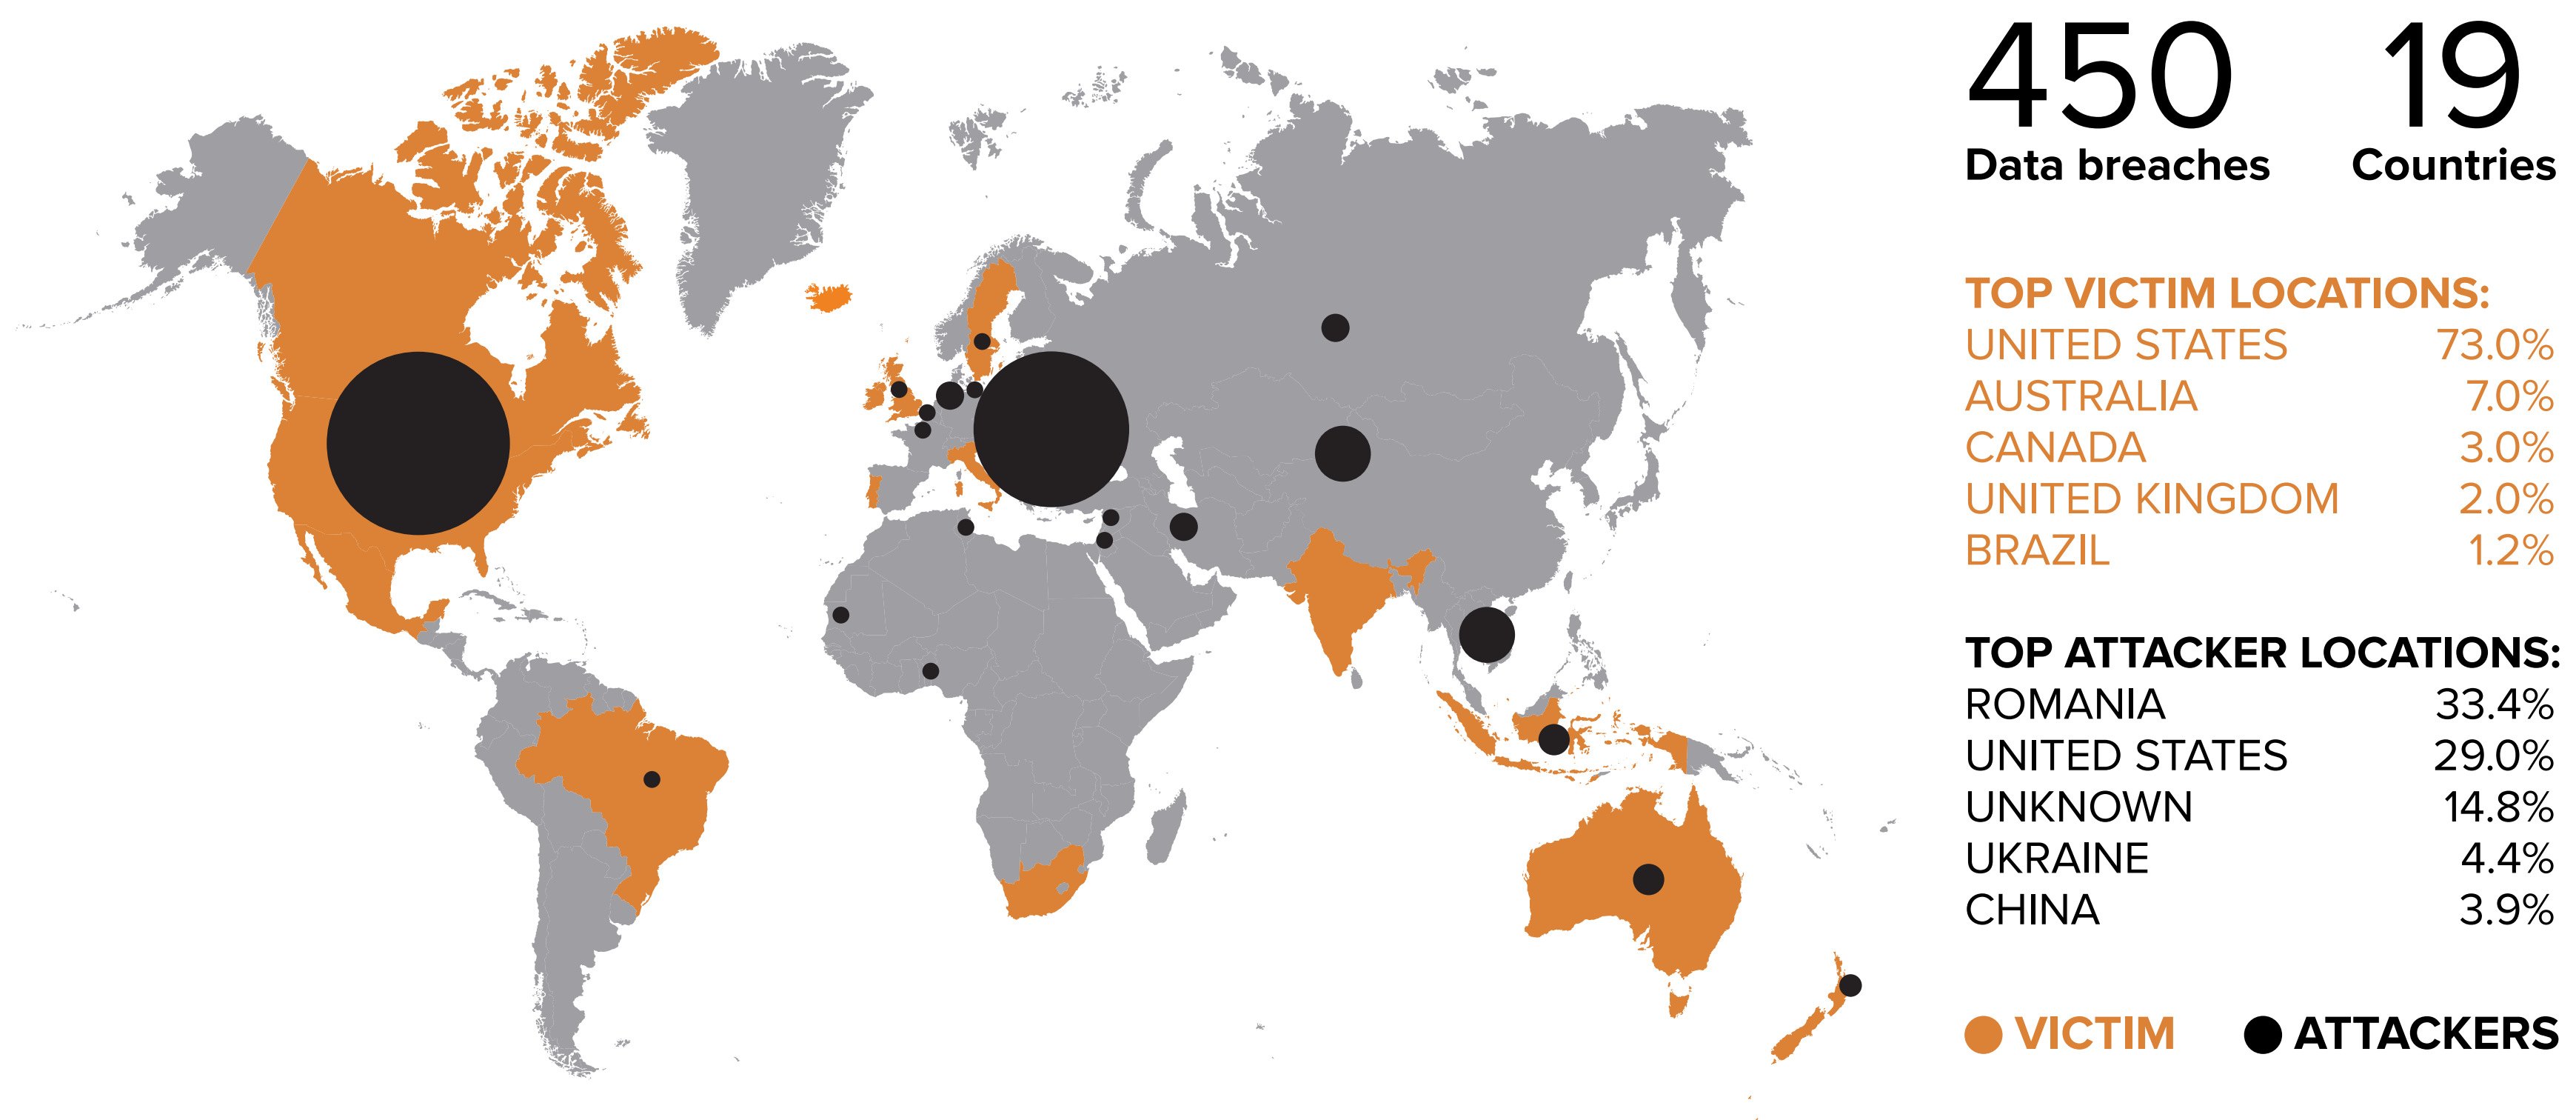 450 19
Data breaches Countries
TOP VICTIM LOCATIONS:
UNITED STATES 73.0%
AUSTRALIA 7.0%
CANADA 3.0%
UNITED KINGDOM 2.0%
BRAZIL 1.2%
TOP ATTACKER LOCATIONS:
ROMANIA 33.4%
UNITED STATES 29.0%
UNKNOWN 14.8%
UKRAINE 4.4%
CHINA 3.9%
VICTIM ATTACKERS